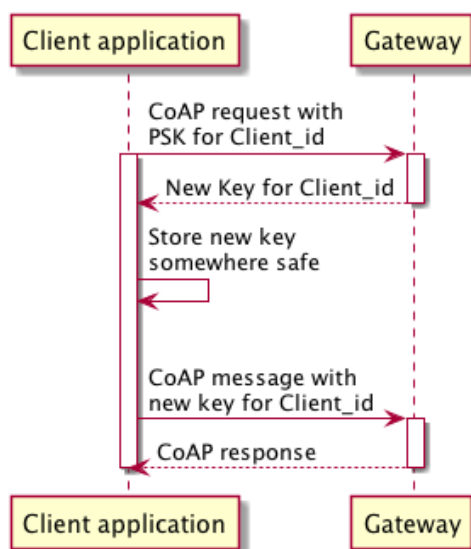 Client application
Gateway
CoAP request with
PSK for Client_id
New Key for Client_id
Store new key
somewhere safe
CoAP message with
new key for Client_id
CoAP response
Client application
Gateway